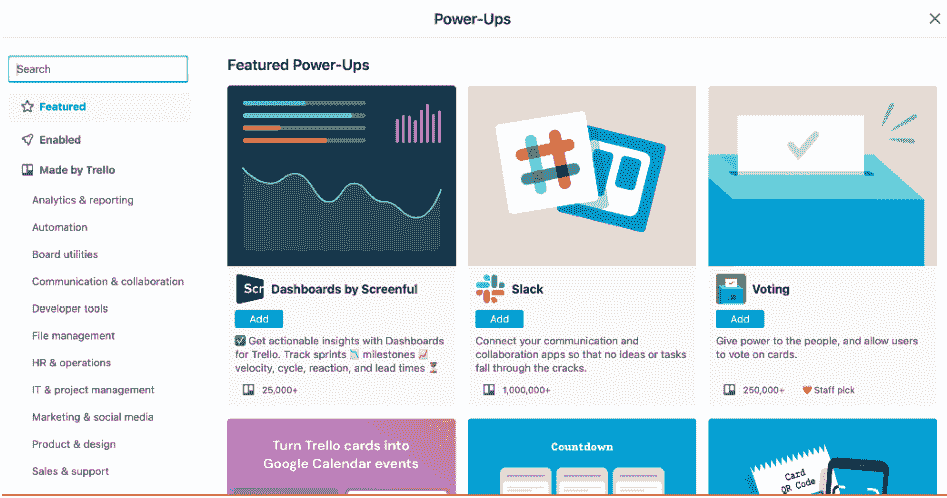 Power-Ups
Search
Featured
Enabled
Made by Trello
Analytics & reporting
Automation
Board utilities
Communication & collaboration
Developer tools
File management
HR & operations
IT & project management
Marketing & social media
Product & design
Sales & support
Featured Power-Ups
Scr
Dashboards by Screenful
Add
Get actionable insights with Dashboards
for Trello. Track sprints milestones
velocity, cycle, reaction, and lead times
25,000+
Slack
Add
Connect your communication and
collaboration apps so that no ideas or tasks
fall through the cracks.
1,000,000+
Voting
Add
Give power to the people, and allow users
to vote on cards.
250,000+ Staff pick
Turn Trello cards into
Google Calendar events
Countdown
Card
QR Code